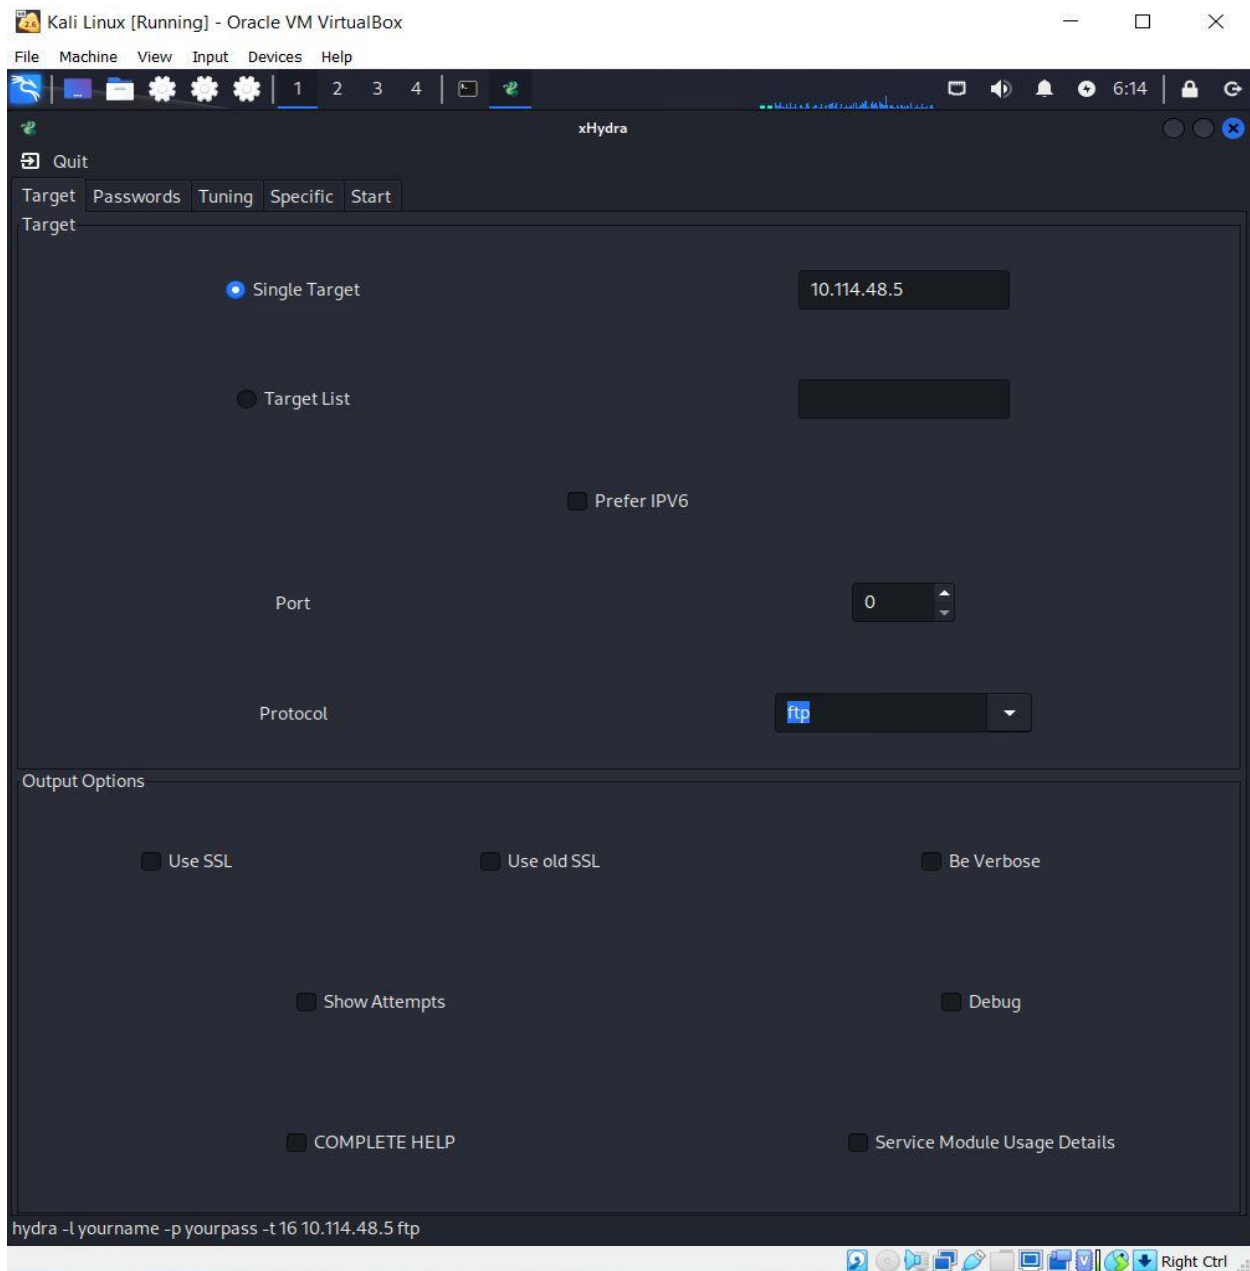 Kali Linux [Running] - Oracle VM VirtualBox
File Machine View Input Devices Help
1 2 3 4 6:14
xHydra
Quit
Target Passwords Tuning Specific Start
Target
Single Target 10.114.48.5
Target List
Prefer IPV6
Port 0
Protocol ftp
Output Options
Use SSL Use old SSL Be Verbose
Show Attempts Debug
COMPLETE HELP Service Module Usage Details
hydra -l yourname -p yourpass -t 16 10.114.48.5 ftp
Right Ctrl